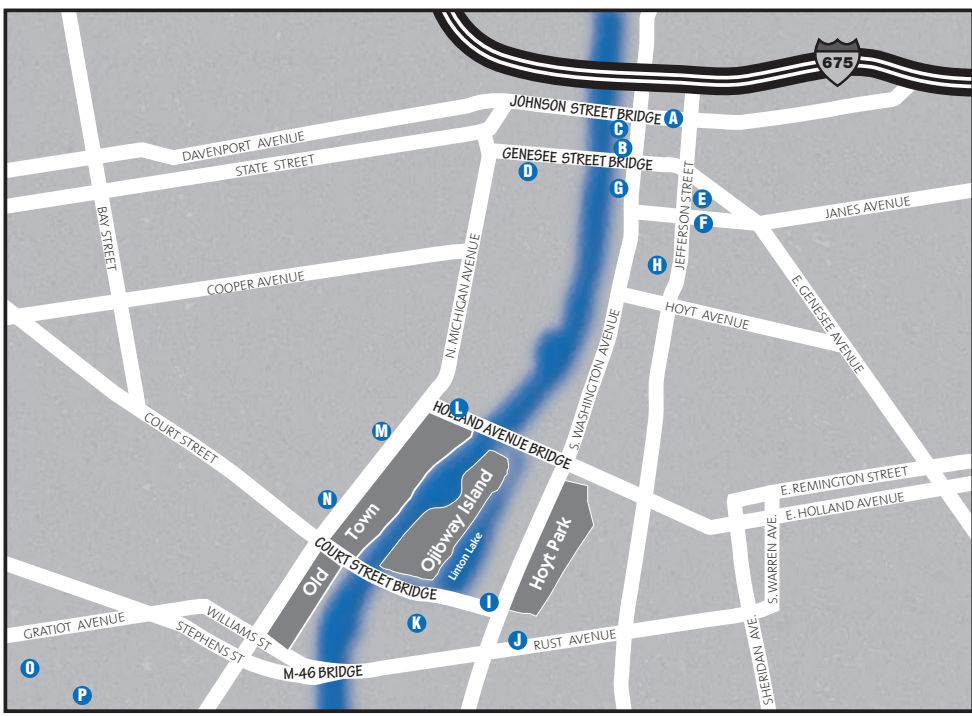 675
JOHNSON STREET BRIDGE
A
C
B
DAVENPORT AVENUE
STATE STREET
GENESEE STREET BRIDGE
D
G
E
F
JANES AVENUE
JEFFERSON STREET
BAY STREET
H
COOPER AVENUE
N. MICHIGAN AVENUE
E. GENESEE AVENUE
HOYT AVENUE
S. WASHINGTON AVENUE
L
HOLLAND AVENUE BRIDGE
M
COURT STREET
N
E. REMINGTON STREET
E. HOLLAND AVENUE
Old Town
Ojibway Island
Linton Lake
Hoyt Park
S. WARREN AVE.
COURT STREET BRIDGE
I
K
J
RUST AVENUE
GRATIOT AVENUE
WILLIAMS ST
STEPHENS ST
M-46 BRIDGE
SHERIDAN AVE.
O
P